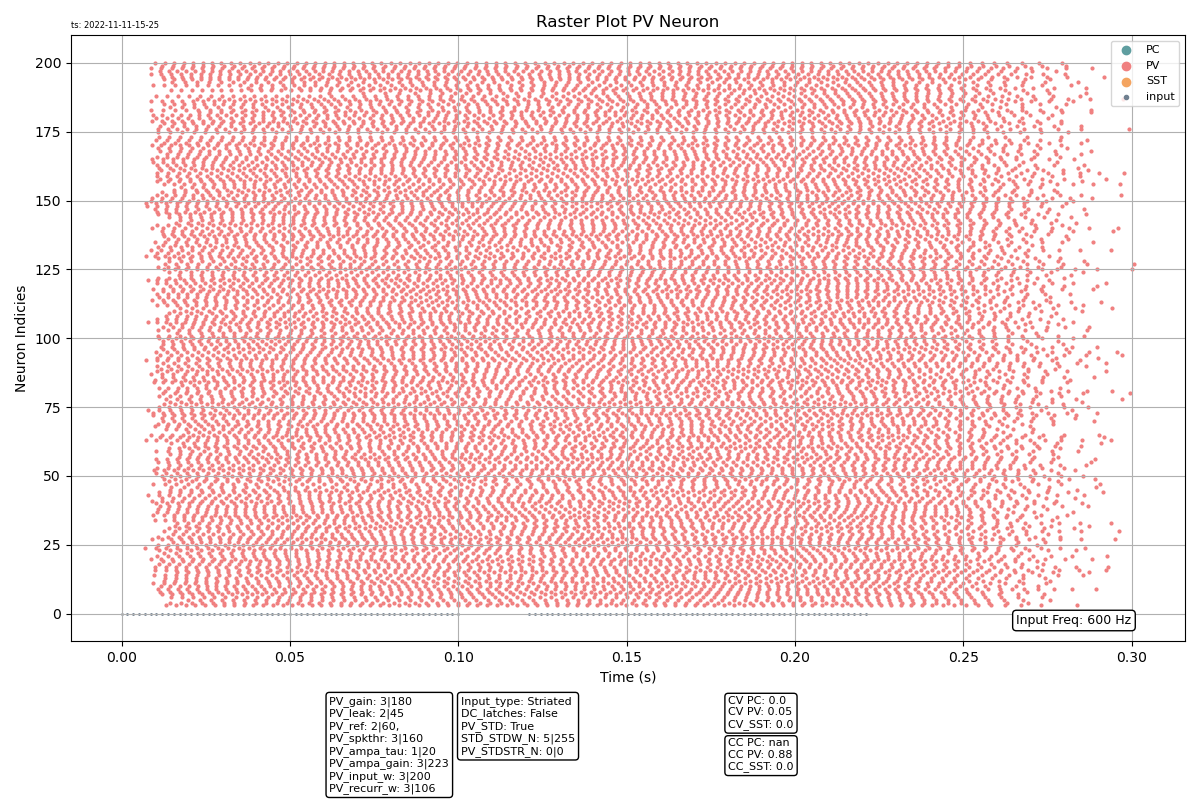 ts: 2022-11-11-15-25
Raster Plot PV Neuron
PC
PV
SST
input
200
175
150
125
100
75
50
25
0
Neuron Indicies
Input Freq: 600 Hz
0.00
0.05
0.10
0.15
0.20
0.25
0.30
Time (s)
PV_gain: 3|180
PV_leak: 2|45
PV_ref: 2|60,
PV_spkthr: 3|160
PV_ampa_tau: 1|20
PV_ampa_gain: 3|223
PV_input_w: 3|200
PV_recurr_w: 3|106
Input_type: Striated
DC_latches: False
PV_STD: True
STD_STDW_N: 5|255
PV_STDSTR_N: 0|0
CV PC: 0.0
CV PV: 0.05
CV_SST: 0.0
CC PC: nan
CC PV: 0.88
CC_SST: 0.0